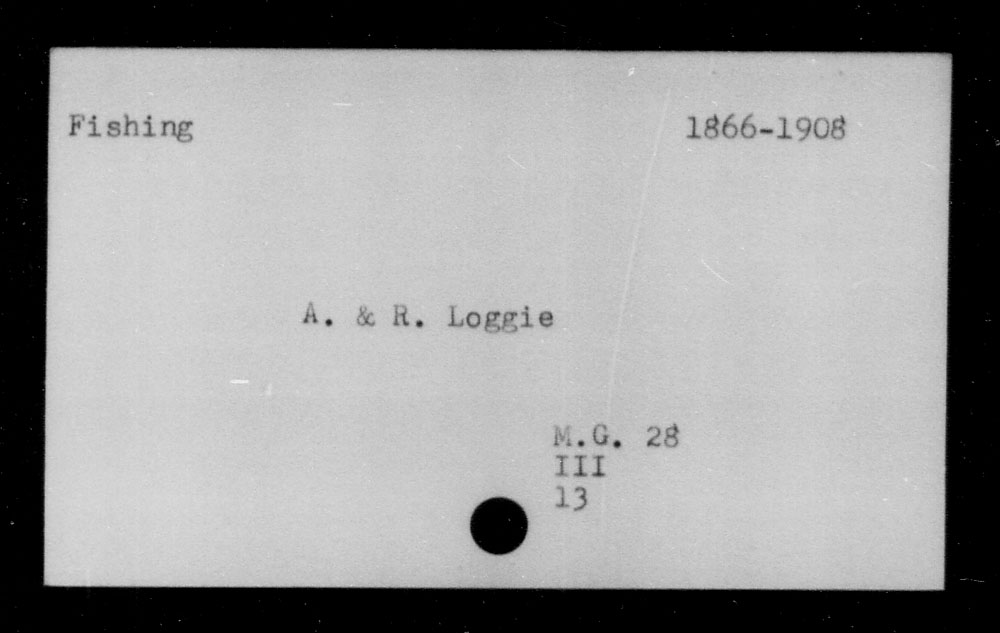 Fishing 1866-1908
A. & R. Loggie
M.G. 28
III
13